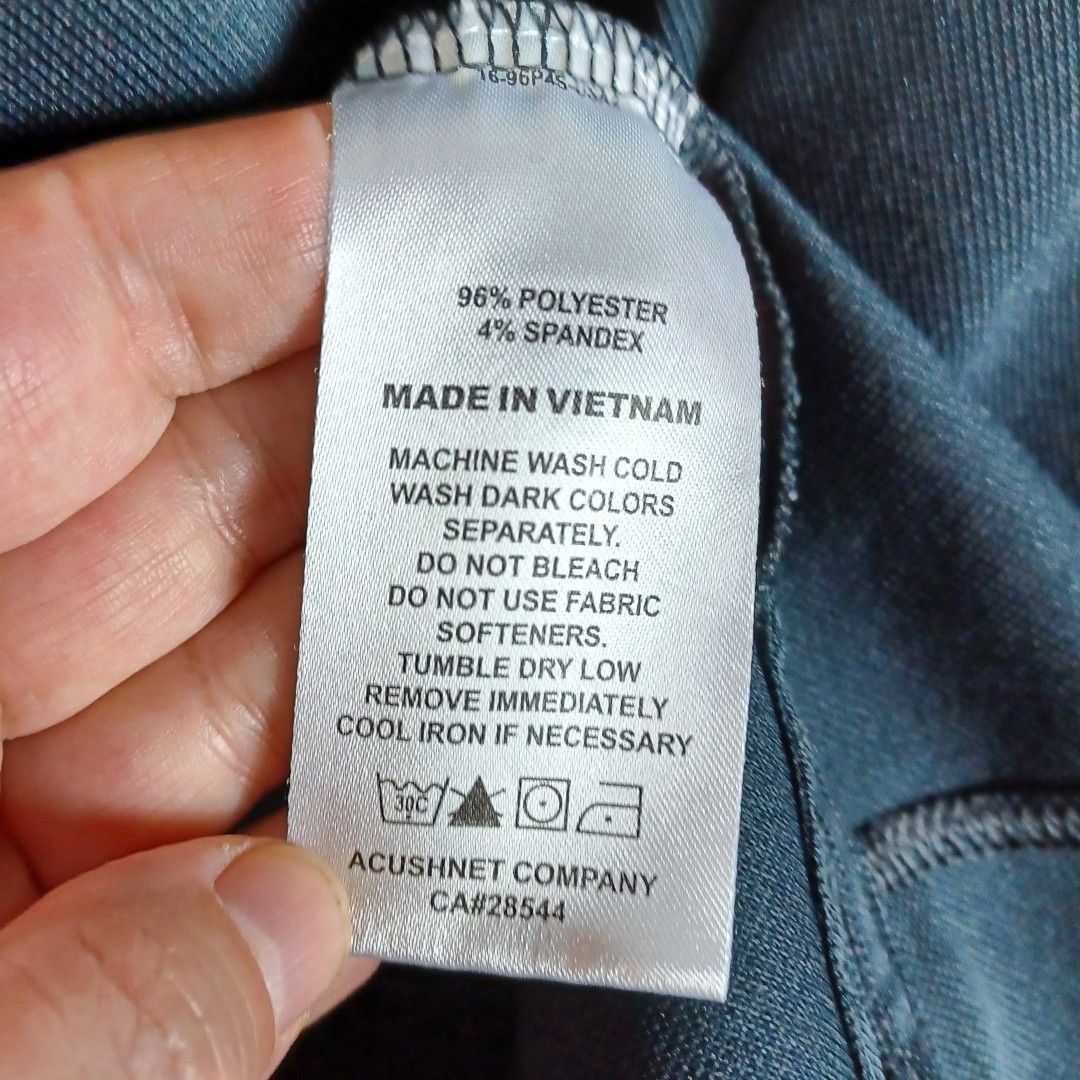 96% POLYESTER
4% SPANDEX
MADE IN VIETNAM
MACHINE WASH COLD
WASH DARK COLORS
SEPARATELY.
DO NOT BLEACH
DO NOT USE FABRIC
SOFTENERS.
TUMBLE DRY LOW
REMOVE IMMEDIATELY
COOL IRON IF NECESSARY
30C
ACUSHNET COMPANY
CA#28544